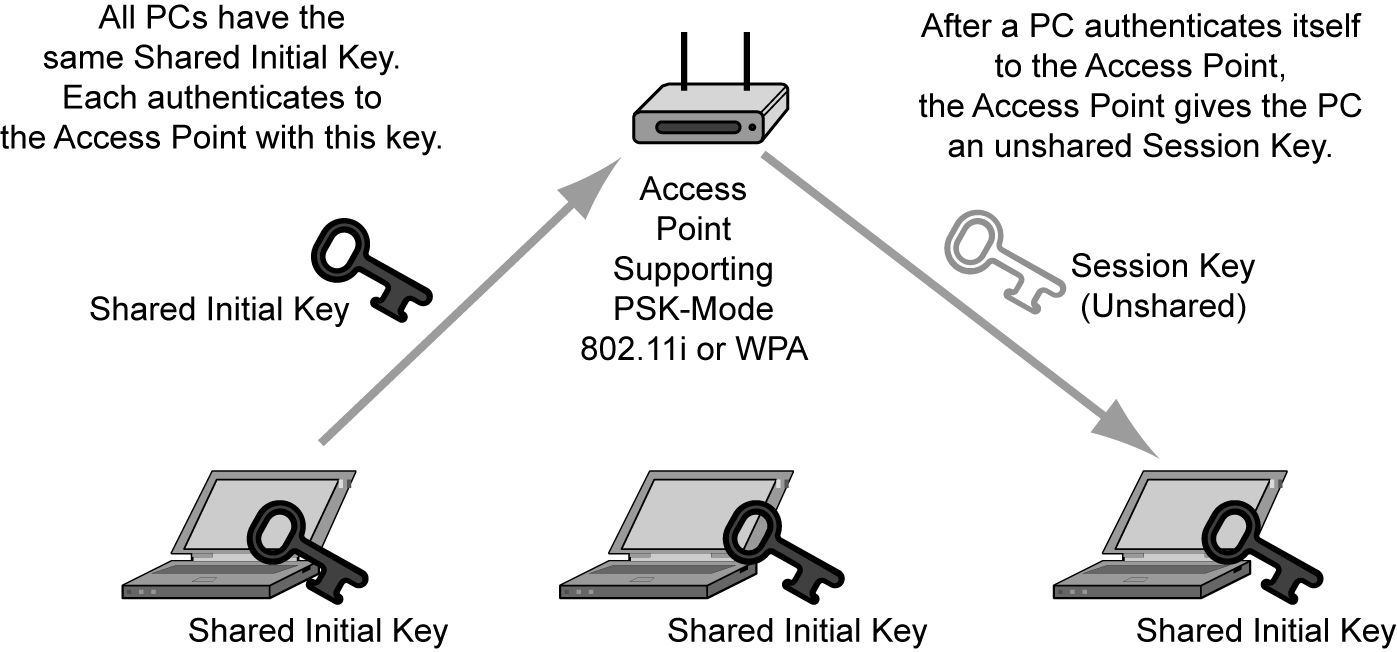 All PCs have the
same Shared Initial Key.
Each authenticates to
the Access Point with this key.
After a PC authenticates itself
to the Access Point,
the Access Point gives the PC
an unshared Session Key.
Access
Point
Supporting
PSK-Mode
802.11i or WPA
Shared Initial Key
Session Key
(Unshared)
Shared Initial Key
Shared Initial Key
Shared Initial Key